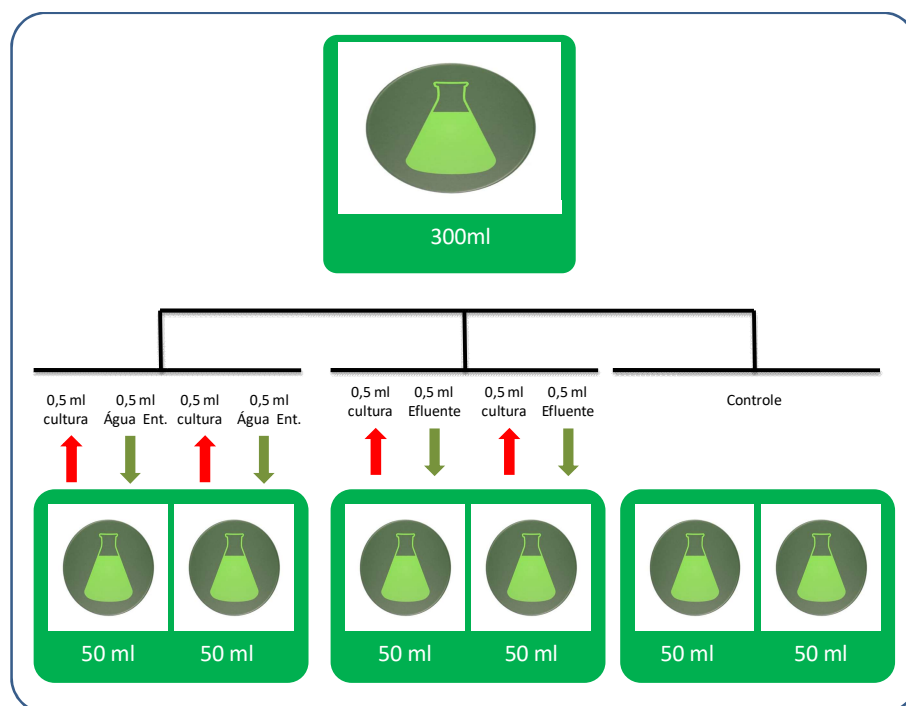 300ml
0,5 ml 0,5 ml 0,5 ml 0,5 ml
cultura Água Ent. cultura Água Ent.
0,5 ml 0,5 ml 0,5 ml 0,5 ml
cultura Efluente cultura Efluente
Controle
50 ml 50 ml
50 ml 50 ml
50 ml 50 ml